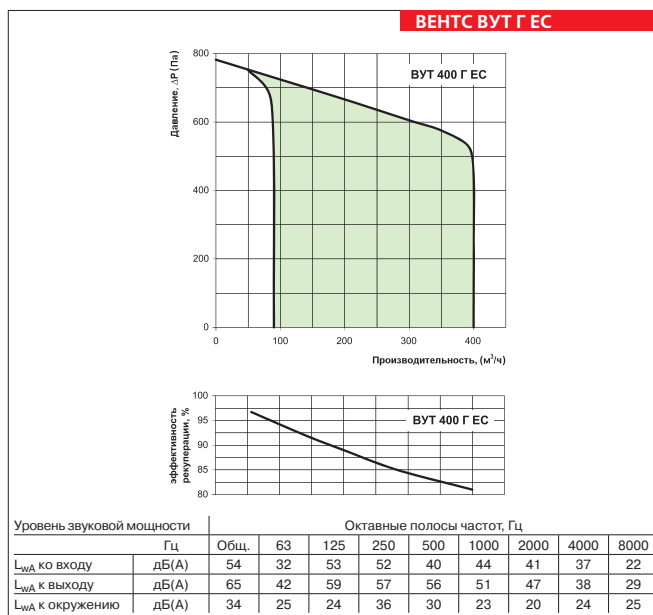 ВЕНТС ВУТ Г ЕС
Давление, ΔP (Па)
800
600
400
200
0
ВУТ 400 Г ЕС
0 100 200 300 400
Производительность, (м³/ч)
эффективность
рекуперации, %
100
95
90
85
80
ВУТ 400 Г ЕС
Уровень звуковой мощности Октавные полосы частот, Гц
Гц Общ. 63 125 250 500 1000 2000 4000 8000
LwA ко входу дБ(А) 54 32 53 52 40 44 41 37 22
LwA к выходу дБ(А) 65 42 59 57 56 51 47 38 29
LwA к окружению дБ(А) 34 25 24 36 30 23 20 24 25